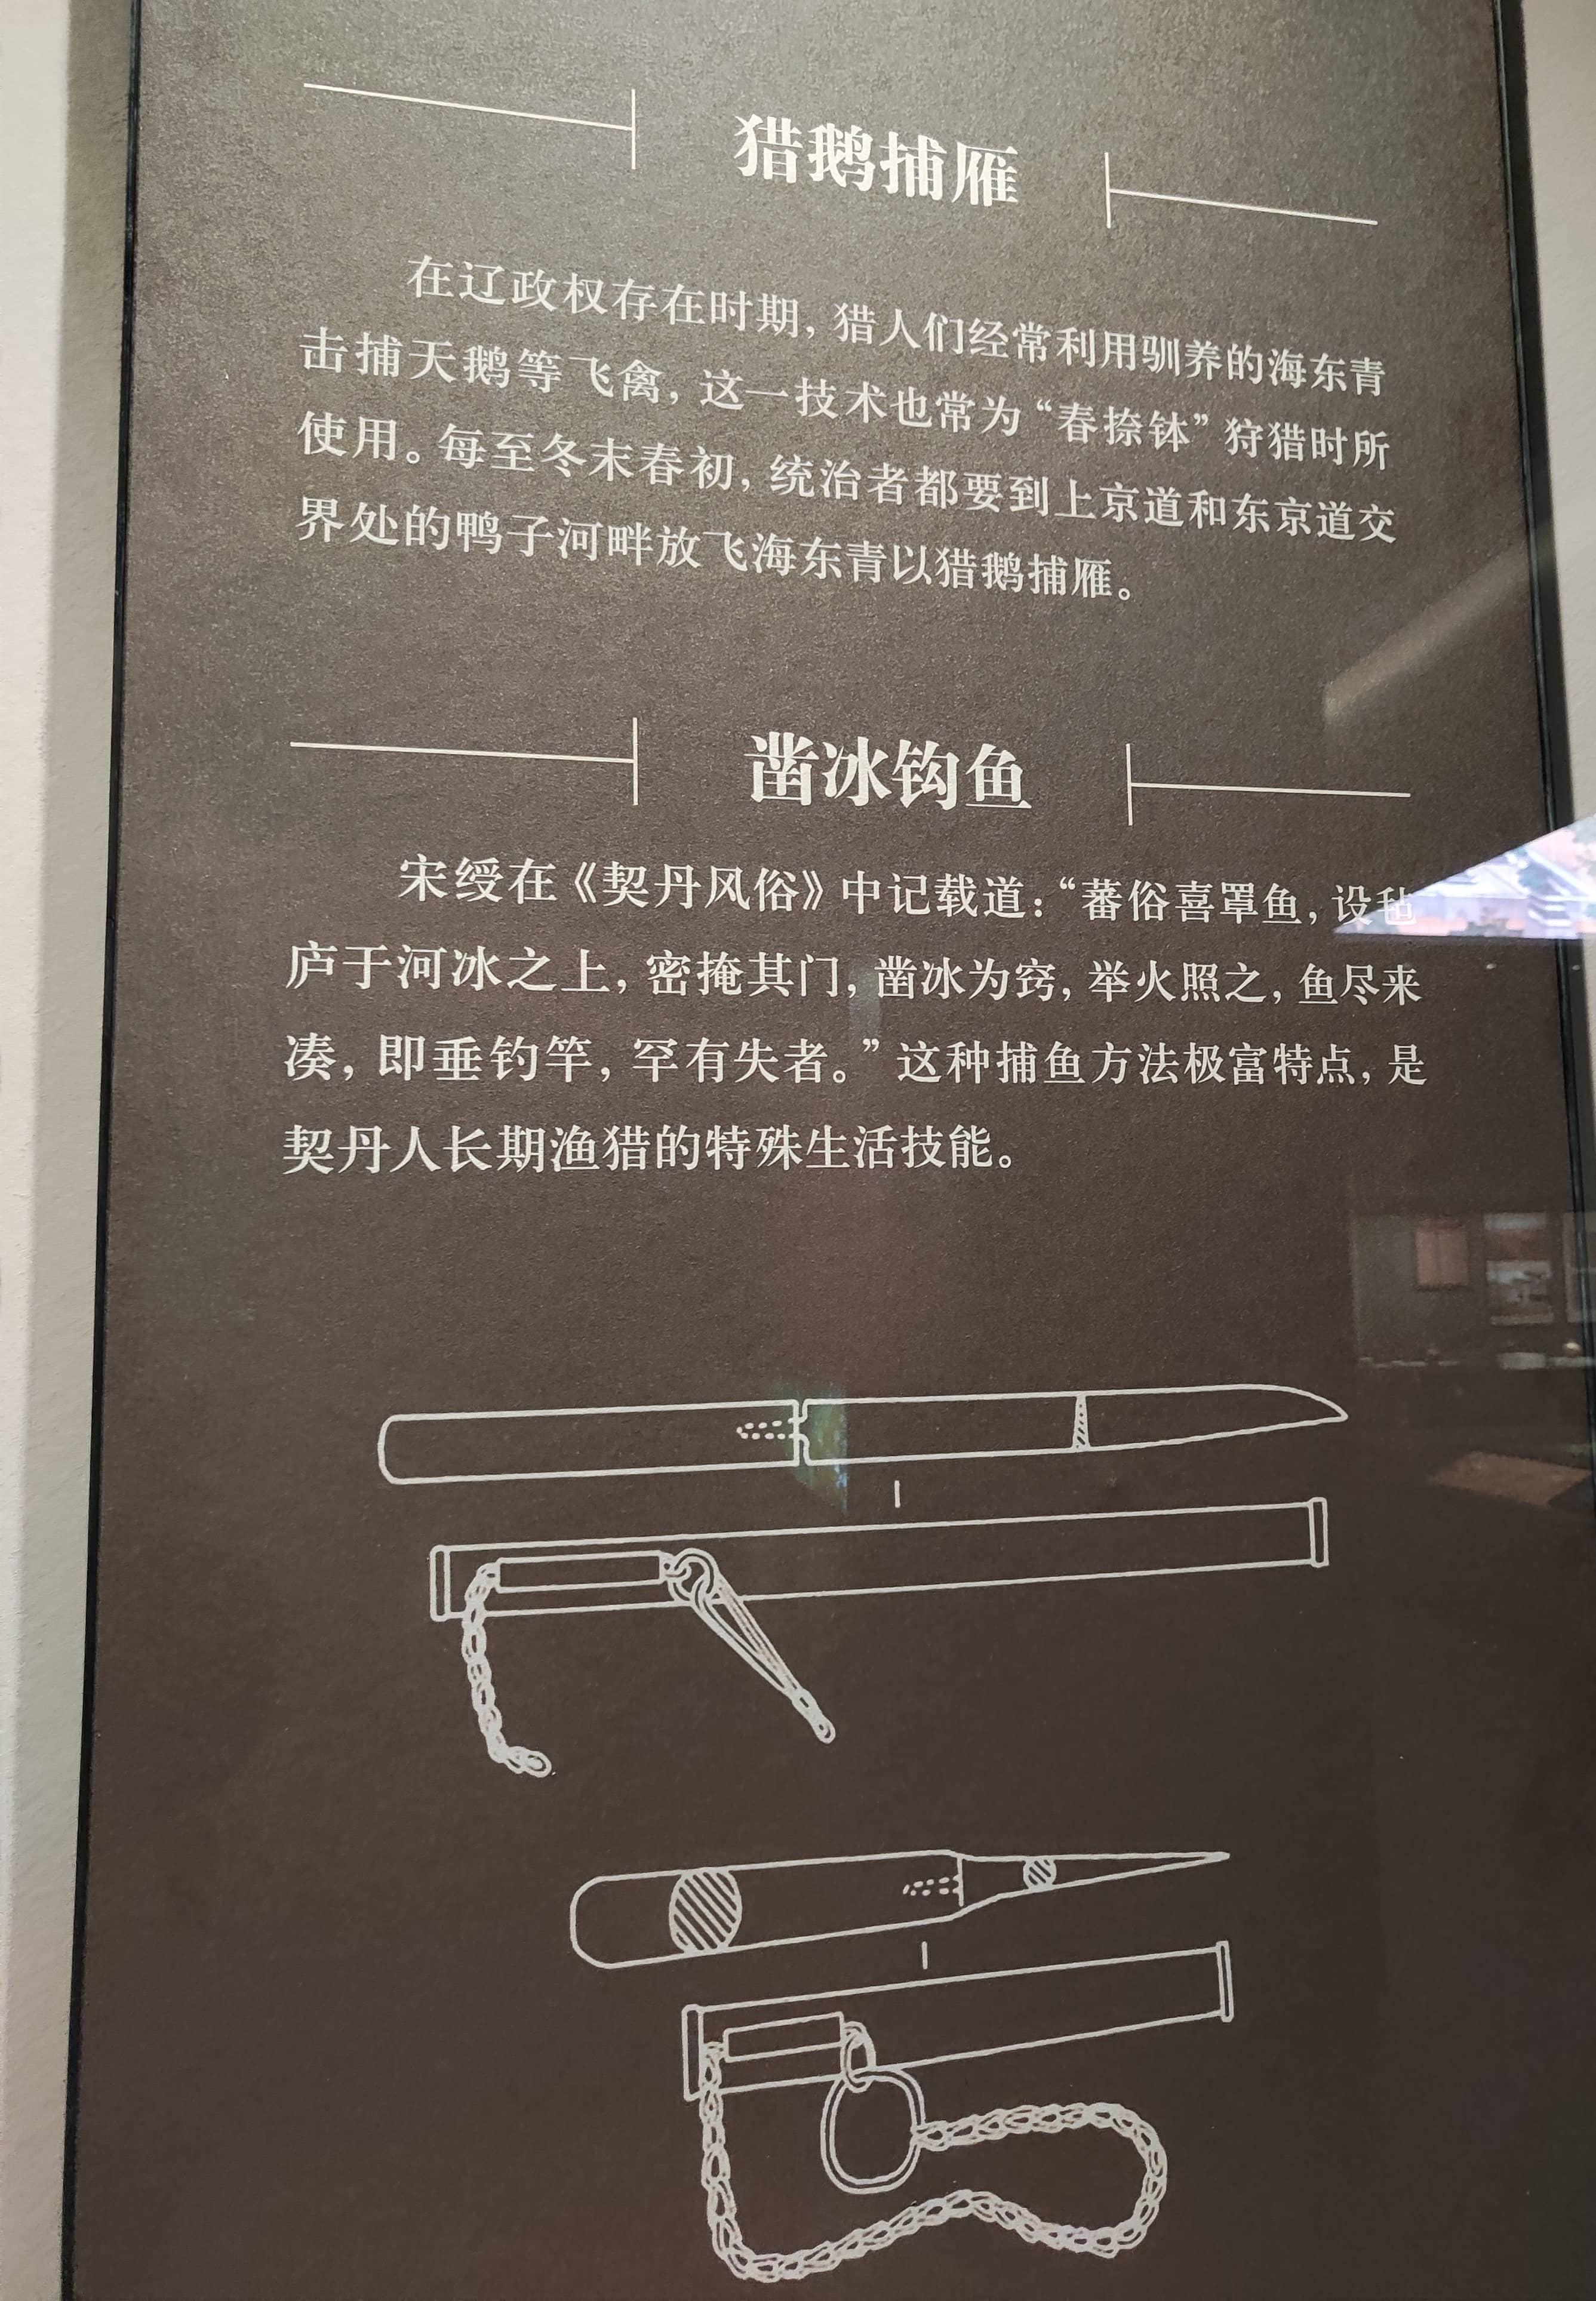 猎鹅捕雁
在辽政权存在时期，猎人们经常利用驯养的海东青
击捕天鹅等飞禽，这一技术也常为“春捺钵”狩猎时所
使用。每至冬末春初，统治者都要到上京道和东京道交
界处的鸭子河畔放飞海东青以猎鹅捕雁。
凿冰钩鱼
宋绶在《契丹风俗》中记载道：“蕃俗喜罩鱼，设毡
庐于河冰之上，密掩其门，凿冰为窍，举火照之，鱼尽来
凑，即垂钓竿，罕有失者。”这种捕鱼方法极富特点，是
契丹人长期渔猎的特殊生活技能。